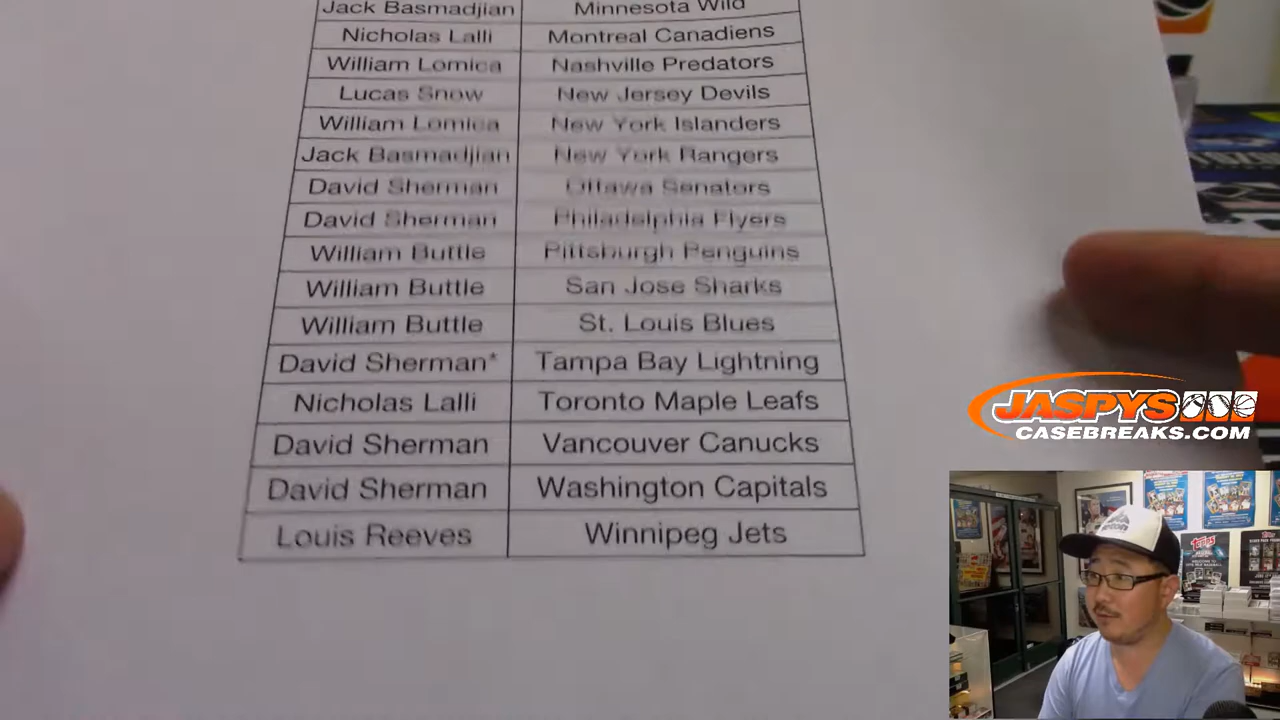 Jack Basmadjian Minnesota Wild
Nicholas Lalli Montreal Canadiens
William Lomica Nashville Predators
Lucas Snow New Jersey Devils
William Lomica New York Islanders
Jack Basmadjian New York Rangers
David Sherman Ottawa Senators
David Sherman Philadelphia Flyers
William Buttle Pittsburgh Penguins
William Buttle San Jose Sharks
William Buttle St. Louis Blues
David Sherman* Tampa Bay Lightning
Nicholas Lalli Toronto Maple Leafs
David Sherman Vancouver Canucks
David Sherman Washington Capitals
Louis Reeves Winnipeg Jets
JASPYS
CASEBREAKS.COM
TOPPS